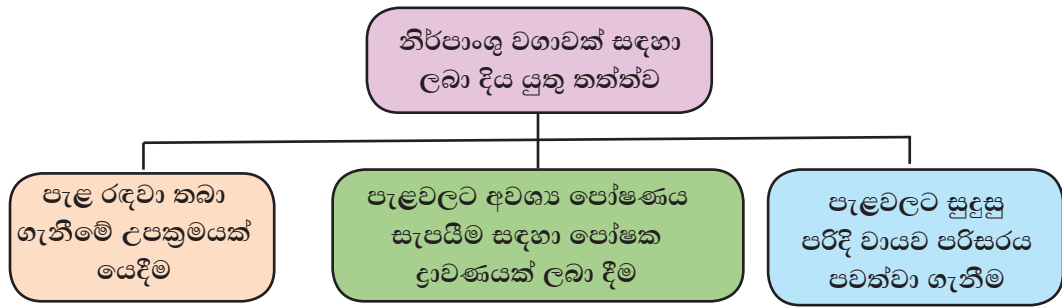 නිර්පාංශු වගාවක් සඳහා
ලබා දිය යුතු තත්ත්ව
පැළ රඳවා තබා
ගැනීමේ උපක්‍රමයක්
යෙදීම
පැළවලට අවශ්‍ය පෝෂණය
සැපයීම සඳහා පෝෂක
ද්‍රාවණයක් ලබා දීම
පැළවලට සුදුසු
පරිදි වායව පරිසරය
පවත්වා ගැනීම